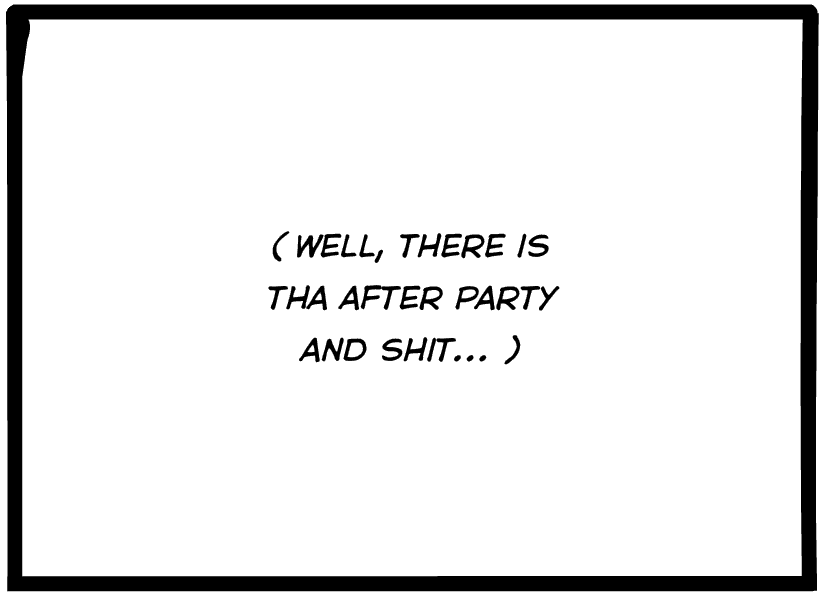 ( WELL, THERE IS
THA AFTER PARTY
AND SHIT... )